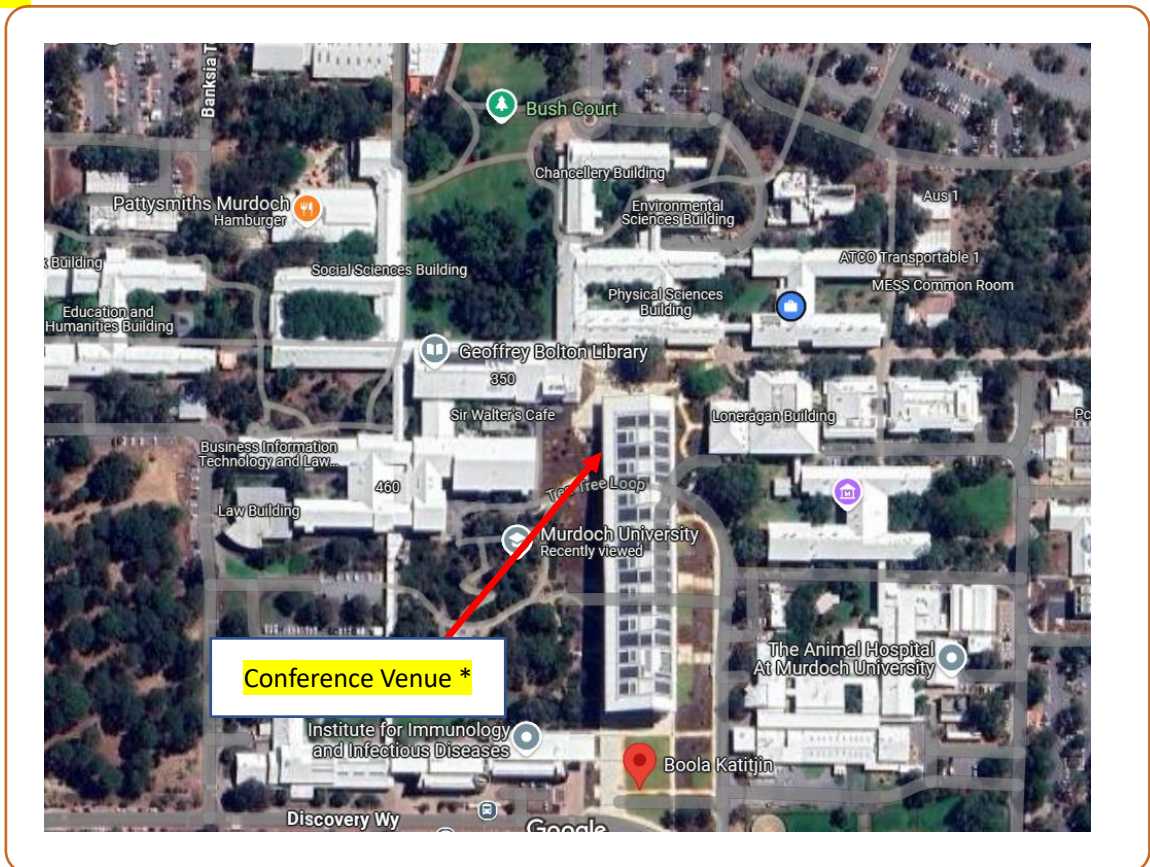 Banksia T
Bush Court
Chancellery Building
Pattysmiths Murdoch
Hamburger
Environmental
Sciences Building
Aus 1
Building
Social Sciences Building
ATCO Transportable 1
MESS Common Room
Education and
Humanities Building
Physical Sciences
Building
Geoffrey Bolton Library
350
Sir Walter's Cafe
Loneragan Building
Business Information
Technology and Law...
460
Law Building
Tree Loop
Murdoch University
Recently viewed
Conference Venue *
The Animal Hospital
At Murdoch University
Institute for Immunology
and Infectious Diseases
Boola Katitjin
Discovery Wy
Google